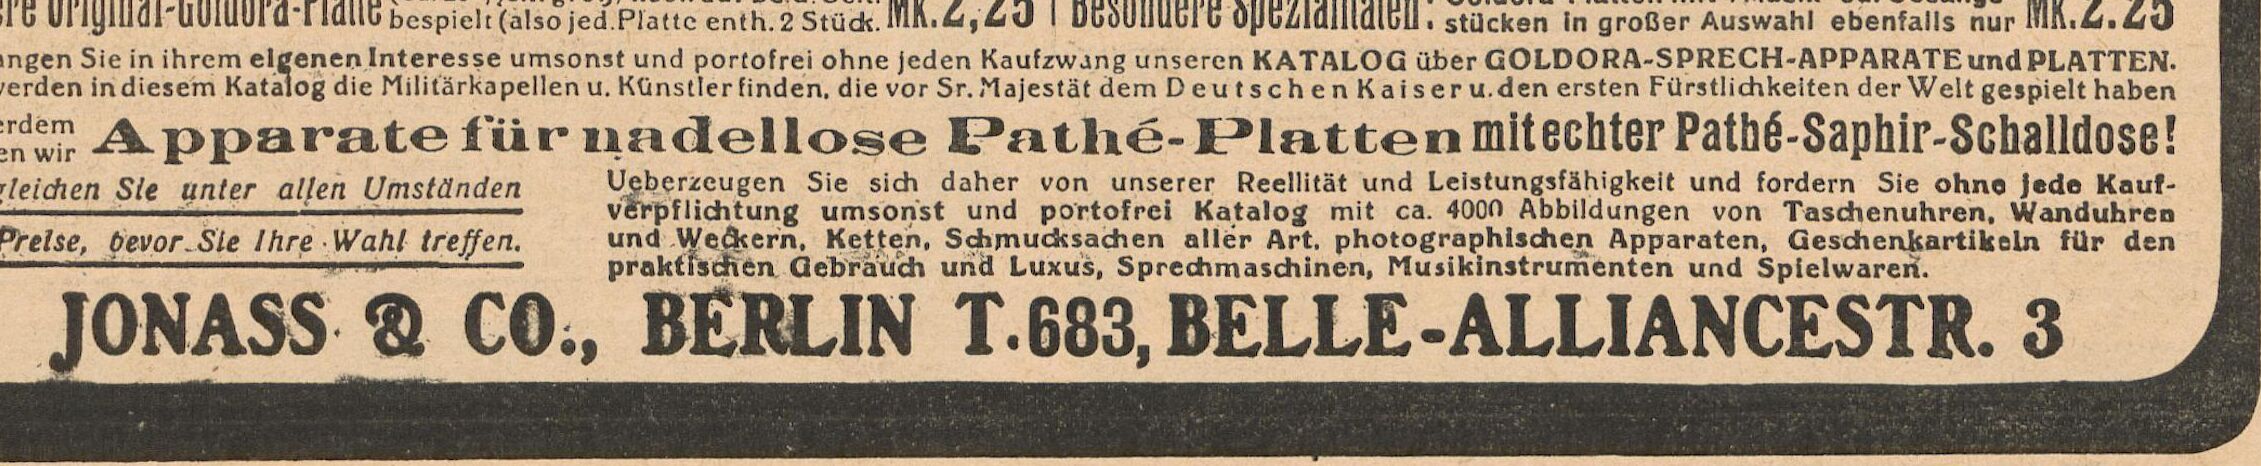 Original-Goldora-Platte bespielt (also jed. Platte enth. 2 Stück. Mk. 2,25 Besondere Spezialitäten: stücken in großer Auswahl ebenfalls nur Mk. 2.25
angen Sie in ihrem eigenen Interesse umsonst und portofrei ohne jeden Kaufzwang unseren KATALOG über GOLDORA-SPRECH-APPARATE und PLATTEN.
erden in diesem Katalog die Militärkapellen u. Künstler finden, die vor Sr. Majestät dem Deutschen Kaiser u. den ersten Fürstlichkeiten der Welt gespielt haben
erdem
en wir
Apparate für nadellose Pathé-Platten mit echter Pathé-Saphir-Schalldose!
gleichen Sie unter allen Umständen
Preise, bevor Sie Ihre Wahl treffen.
Ueberzeugen Sie sich daher von unserer Reellität und Leistungsfähigkeit und fordern Sie ohne jede Kauf-
verpflichtung umsonst und portofrei Katalog mit ca. 4000 Abbildungen von Taschenuhren, Wanduhren
und Weckern, Ketten, Schmucksachen aller Art, photographischen Apparaten, Geschenkartikeln für den
praktischen Gebrauch und Luxus, Sprechmaschinen, Musikinstrumenten und Spielwaren.
JONASS & CO., BERLIN T. 683, BELLE-ALLIANCESTR. 3